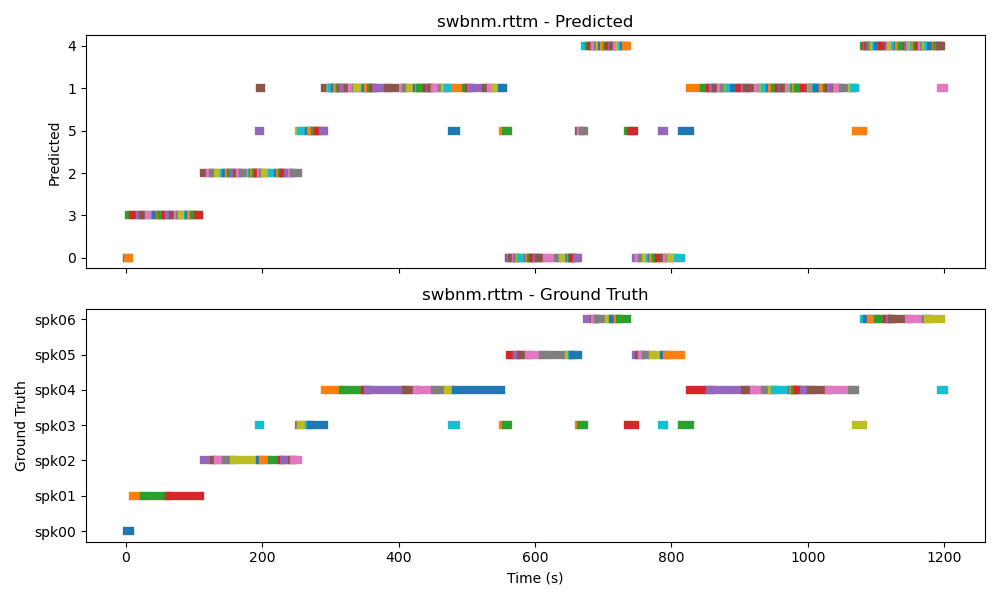 swbnm.rttm - Predicted
Predicted
4
1
5
2
3
0
swbnm.rttm - Ground Truth
Ground Truth
spk06
spk05
spk04
spk03
spk02
spk01
spk00
0 200 400 600 800 1000 1200
Time (s)